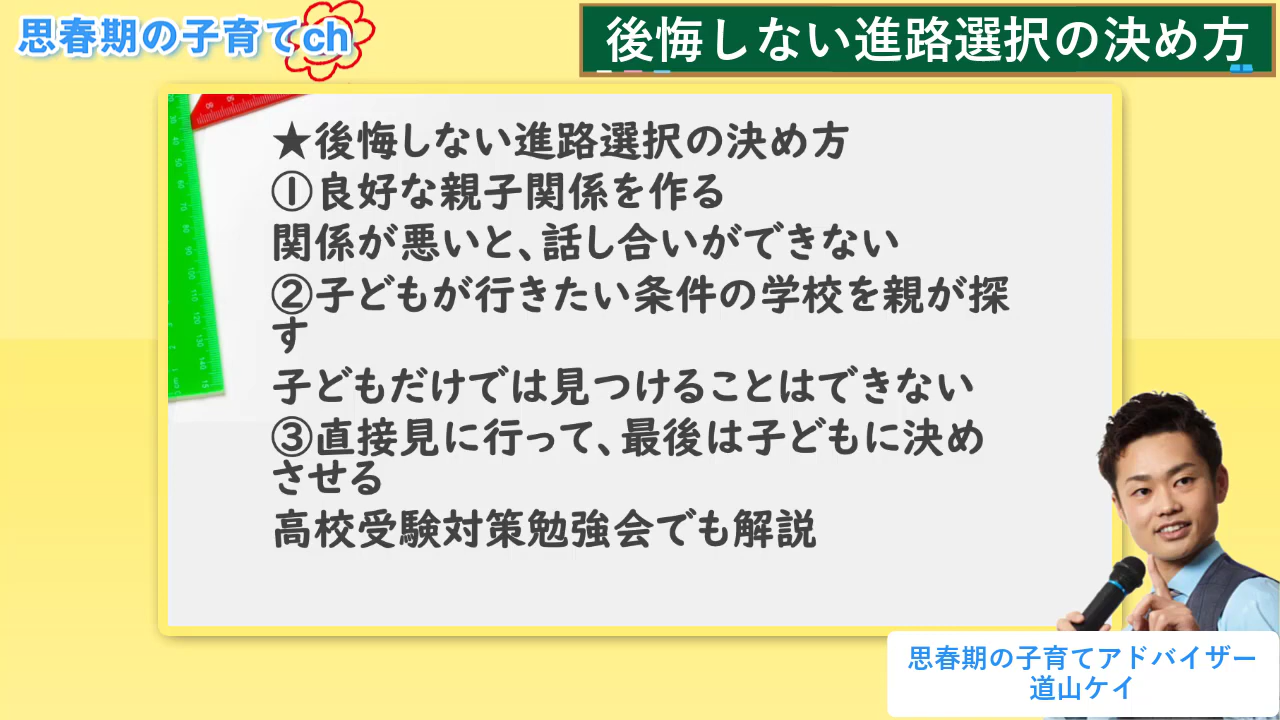 思春期の子育てch
後悔しない進路選択の決め方
★後悔しない進路選択の決め方
①良好な親子関係を作る
関係が悪いと、話し合いができない
②子どもが行きたい条件の学校を親が探
す
子どもだけでは見つけることはできない
③直接見に行って、最後は子どもに決め
させる
高校受験対策勉強会でも解説
思春期の子育てアドバイザー
道山ケイ